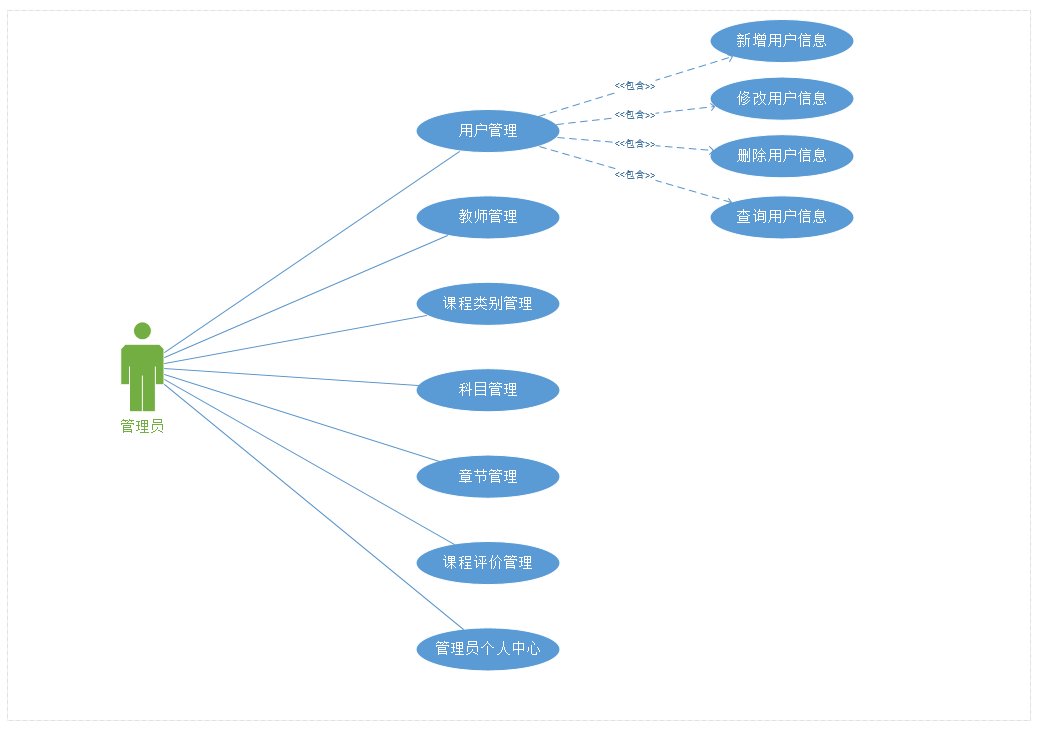 新增用户信息
<<包含>>
修改用户信息
<<包含>>
用户管理
<<包含>>
删除用户信息
<<包含>>
教师管理
查询用户信息
课程类别管理
科目管理
管理员
章节管理
课程评价管理
管理员个人中心